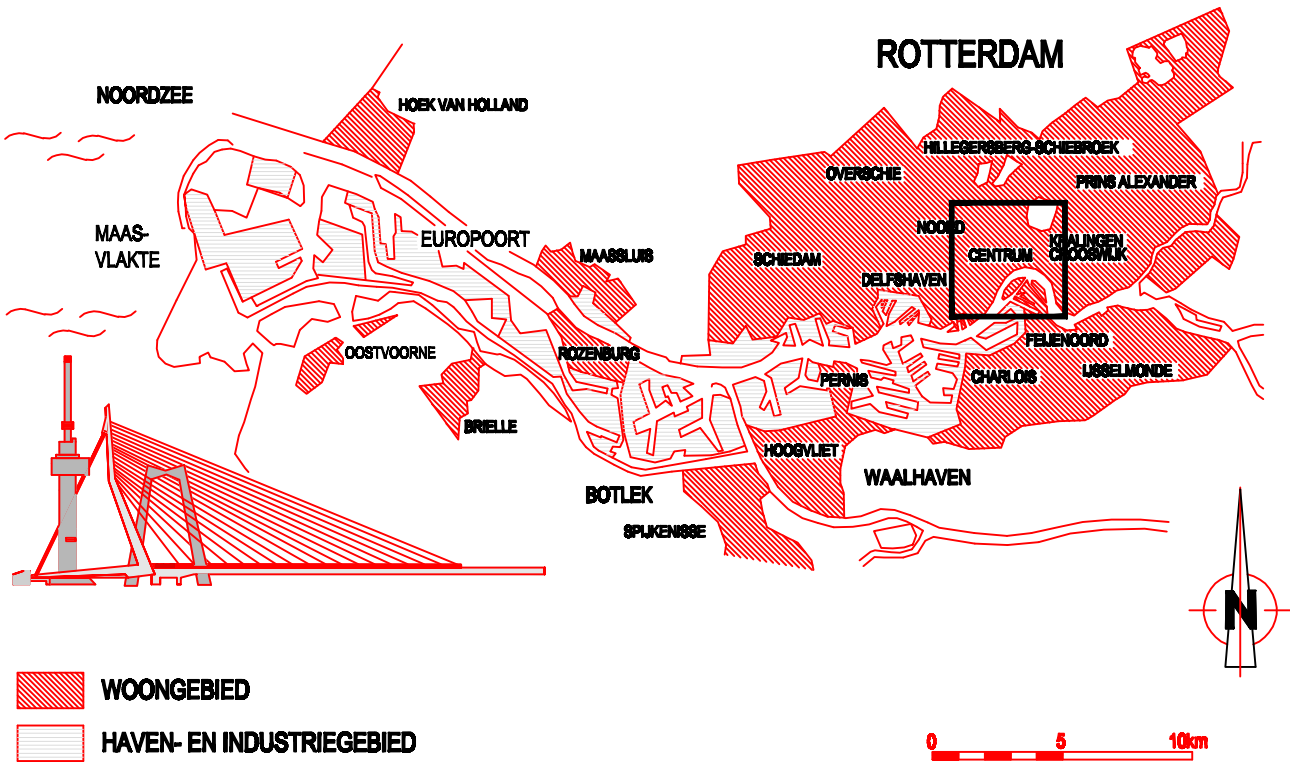 ROTTERDAM
NOORDZEE
HOEK VAN HOLLAND
HILLEGERSBERG-SCHIEBROEK
OVERSCHIE
PRINS ALEXANDER
MAAS-
VLAKTE
EUROPOORT
NOORD
KRALINGEN
CROOSWIJK
MAASSLUIS
SCHIEDAM
CENTRUM
DELFSHAVEN
OOSTVOORNE
ROZENBURG
FEIJENOORD
PERNIS
CHARLOIS
IJSSELMONDE
BRIELLE
HOOGVLIET
WAALHAVEN
BOTLEK
SPIJKENISSE
N
WOONGEBIED
HAVEN- EN INDUSTRIEGEBIED
0 5 10km